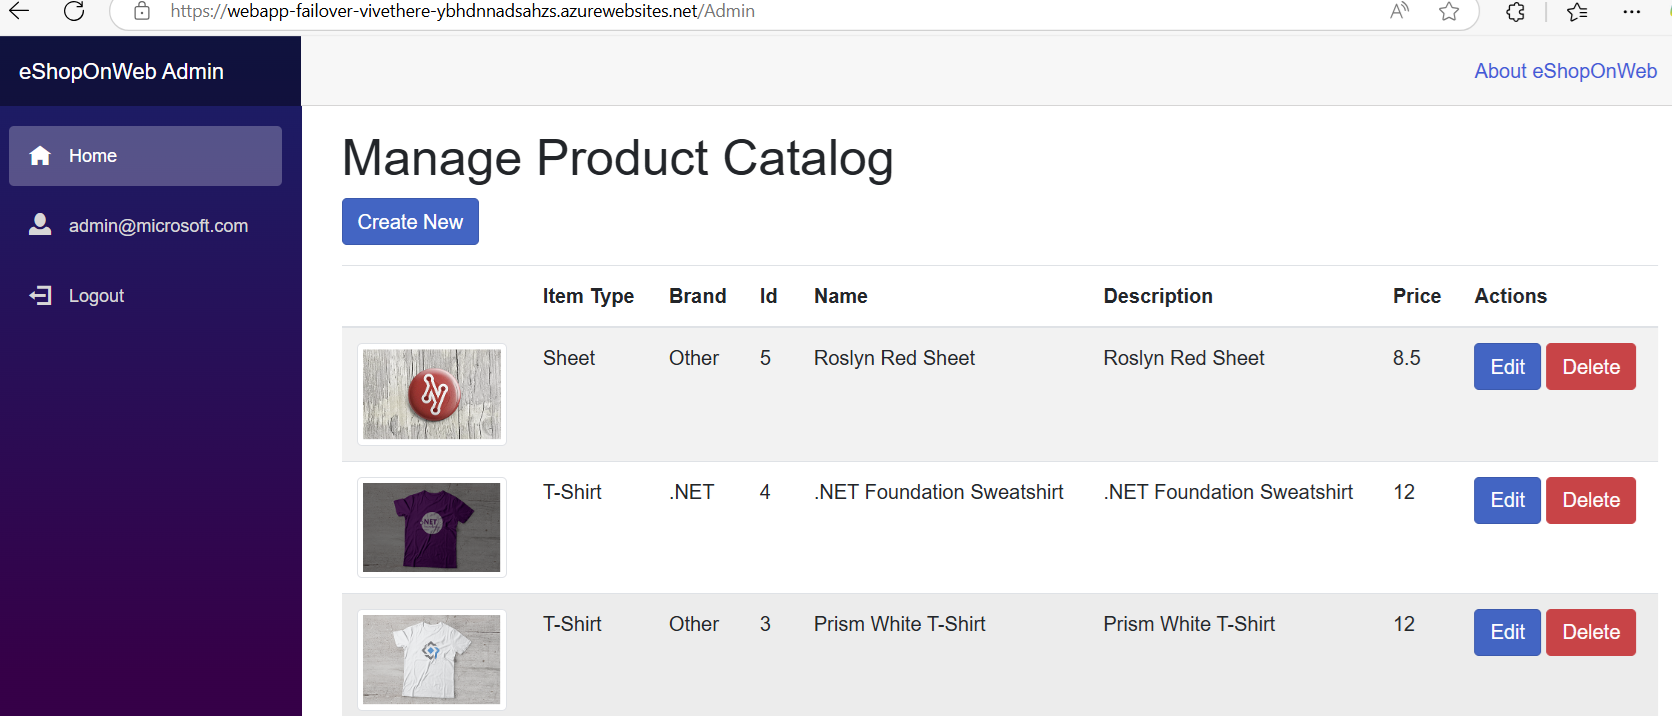 https://webapp-failover-vivethere-ybhdnnadsahzs.azurewebsites.net/Admin
eShopOnWeb Admin
About eShopOnWeb
Home
admin@microsoft.com
Logout
Manage Product Catalog
Create New
Item Type Brand Id Name Description Price Actions
Sheet Other 5 Roslyn Red Sheet Roslyn Red Sheet 8.5 Edit Delete
T-Shirt .NET 4 .NET Foundation Sweatshirt .NET Foundation Sweatshirt 12 Edit Delete
NET
T-Shirt Other 3 Prism White T-Shirt Prism White T-Shirt 12 Edit Delete